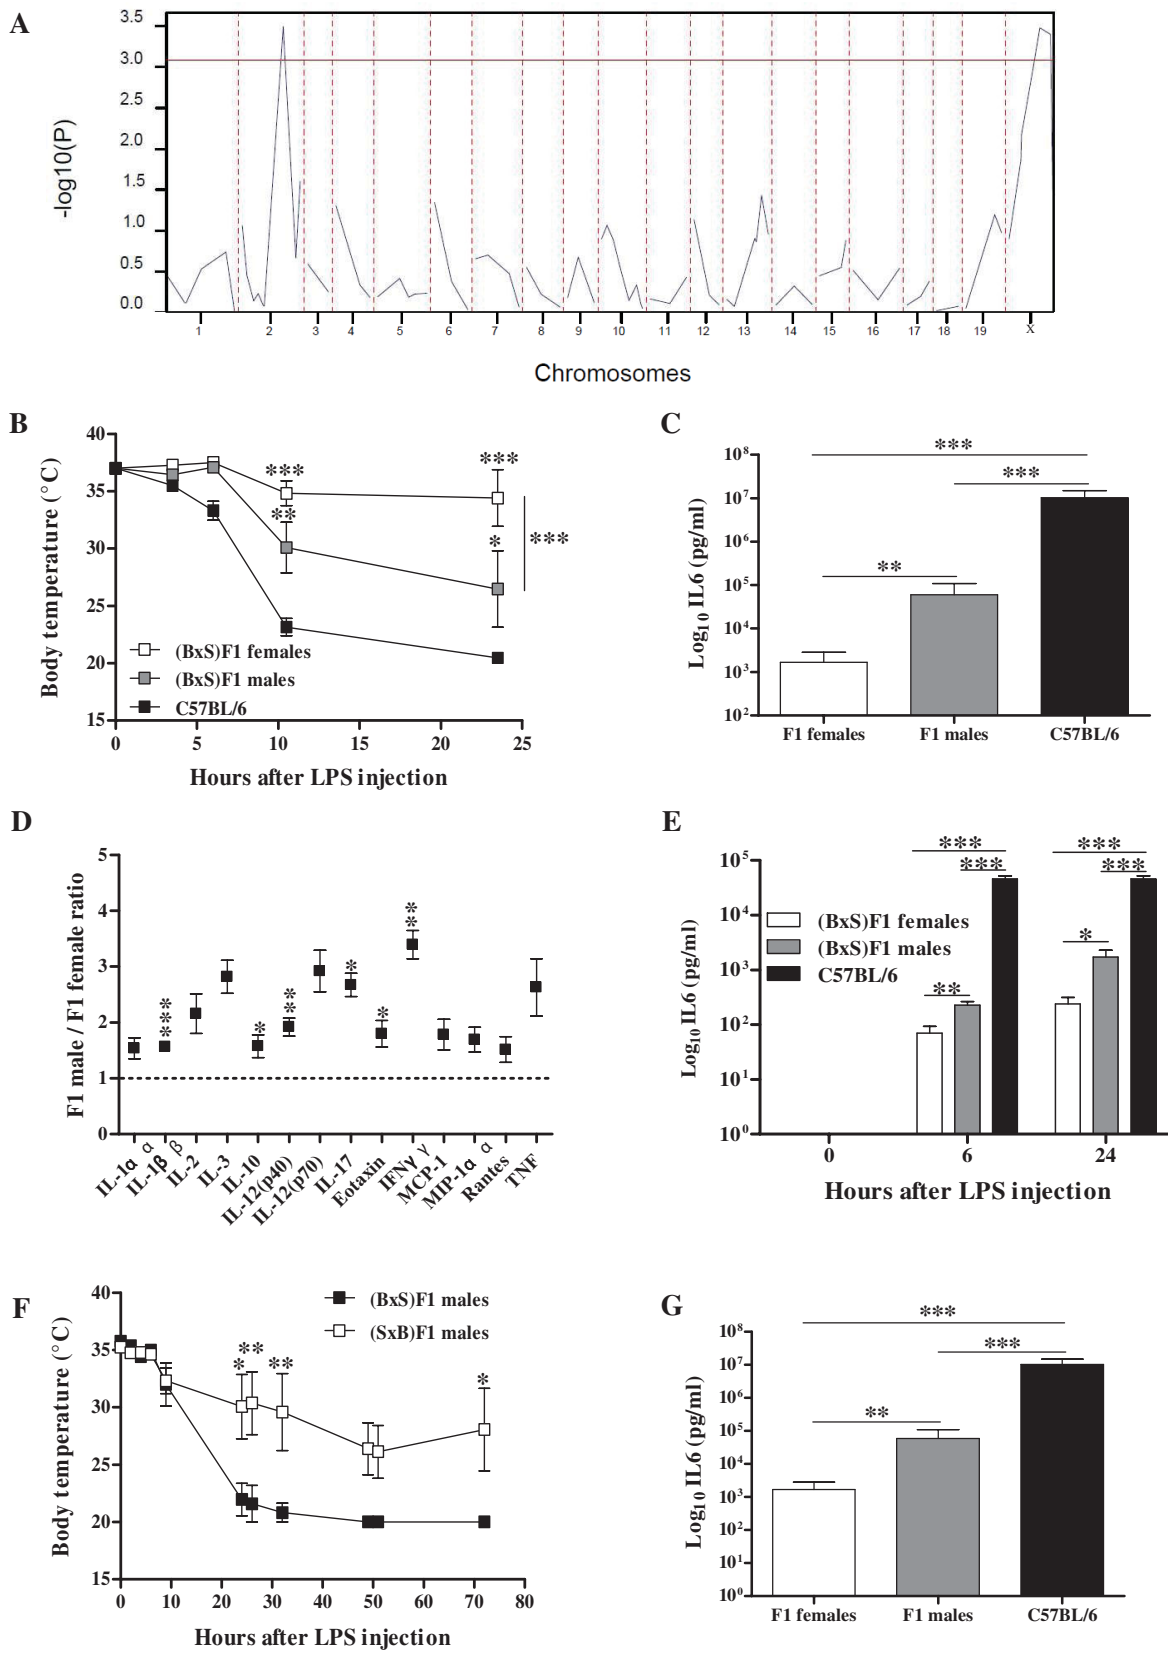 A
3.5
3.0
2.5
2.0
1.5
1.0
0.5
0.0
-log10(P)
1 2 3 4 5 6 7 8 9 10 11 12 13 14 15 16 17 18 19 X
Chromosomes
B
40
35
30
25
20
15
Body temperature (°C)
***
**
***
*
***
(BxS)F1 females
(BxS)F1 males
C57BL/6
0 5 10 15 20 25
Hours after LPS injection
C
***
***
**
10⁸
10⁷
10⁶
10⁵
10⁴
10³
10²
Log₁₀ IL6 (pg/ml)
F1 females F1 males C57BL/6
D
5
4
3
2
1
0
F1 male / F1 female ratio
***
*
**
*
*
**
IL-1α α
IL-1β β
IL-2
IL-3
IL-10
IL-12(p40)
IL-12(p70)
IL-17
Eotaxin
IFNγ γ
MCP-1
MIP-1α α
Rantes
TNF
E
10⁵
10⁴
10³
10²
10¹
10⁰
Log₁₀ IL6 (pg/ml)
(BxS)F1 females
(BxS)F1 males
C57BL/6
***
***
**
***
***
*
0 6 24
Hours after LPS injection
F
40
35
30
25
20
15
Body temperature (°C)
(BxS)F1 males
(SxB)F1 males
*
**
**
*
0 10 20 30 40 50 60 70 80
Hours after LPS injection
G
***
***
**
10⁸
10⁷
10⁶
10⁵
10⁴
10³
10²
10¹
10⁰
Log₁₀ IL6 (pg/ml)
F1 females F1 males C57BL/6